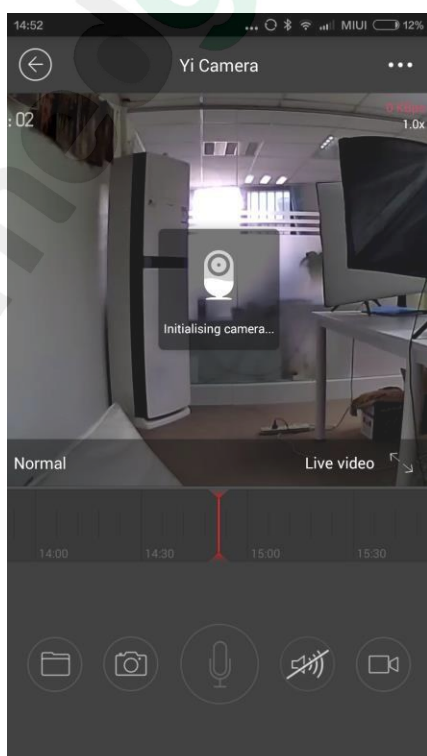 14:52 ... MIUI 12%
Yi Camera
: 02
1.0x
Initialising camera...
Normal Live video
14:00 14:30 15:00 15:30